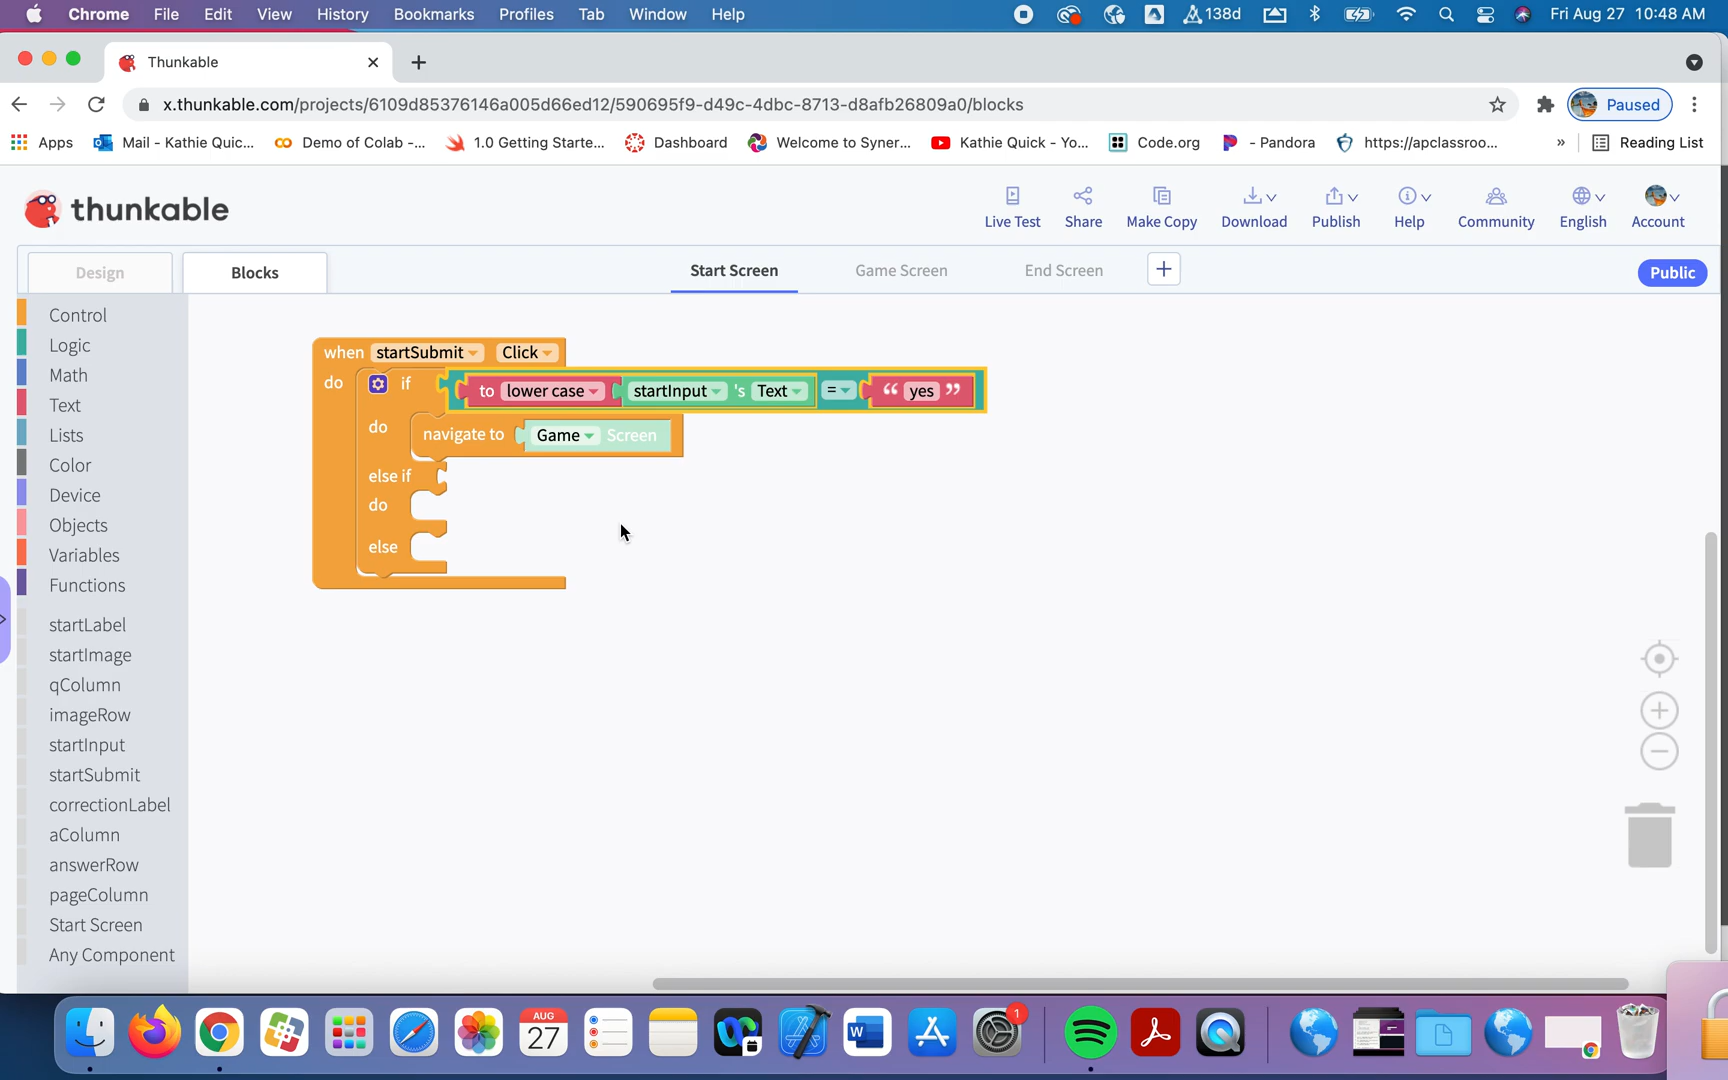 Chrome File Edit View History Bookmarks Profiles Tab Window Help 138d Fri Aug 27 10:48 AM
Thunkable
x.thunkable.com/projects/6109d85376146a005d66ed12/590695f9-d49c-4dbc-8713-d8afb26809a0/blocks Paused
Apps Mail - Kathie Quic... Demo of Colab -... 1.0 Getting Starte... Dashboard Welcome to Syner... Kathie Quick - Yo... Code.org - Pandora https://apclassroo... » Reading List
thunkable
Live Test Share Make Copy Download Publish Help Community English Account
Design Blocks Start Screen Game Screen End Screen + Public
Control
Logic
Math
Text
Lists
Color
Device
Objects
Variables
Functions
startLabel
startImage
qColumn
imageRow
startInput
startSubmit
correctionLabel
aColumn
answerRow
pageColumn
Start Screen
Any Component
when startSubmit Click
do if to lower case startInput 's Text = “ yes ”
do navigate to Game Screen
else if
do
else
AUG
27
1